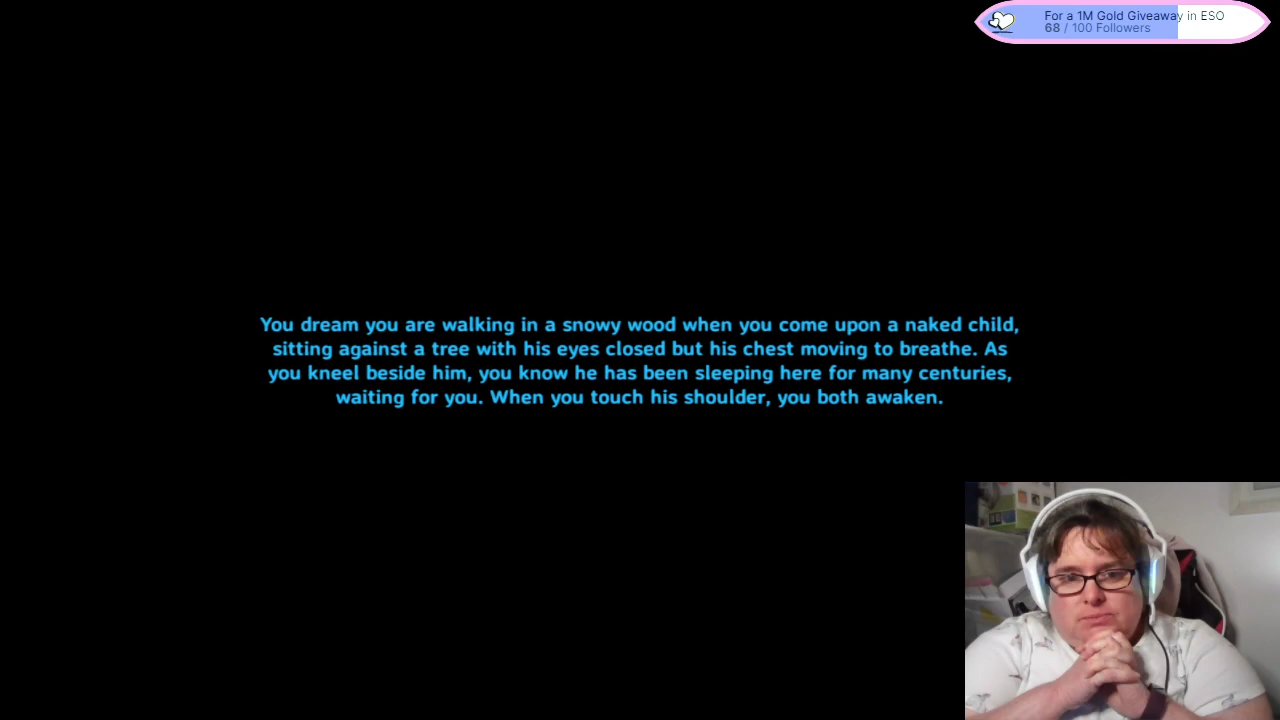 For a 1M Gold Giveaway in ESO
68 / 100 Followers
You dream you are walking in a snowy wood when you come upon a naked child,
sitting against a tree with his eyes closed but his chest moving to breathe. As
you kneel beside him, you know he has been sleeping here for many centuries,
waiting for you. When you touch his shoulder, you both awaken.